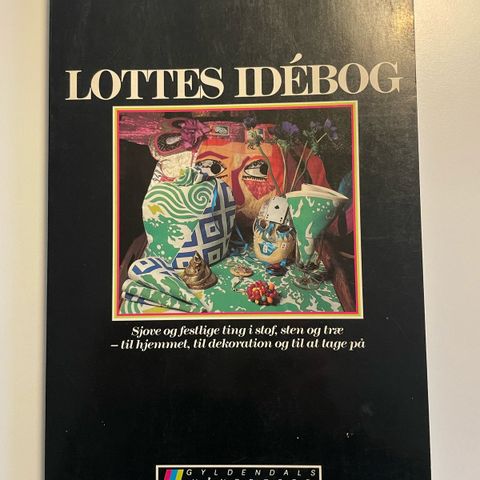 LOTTES IDÉBOG
Sjove og festlige ting i stof, sten og træ
– til hjemmet, til dekoration og til at tage på
GYLDENDALS